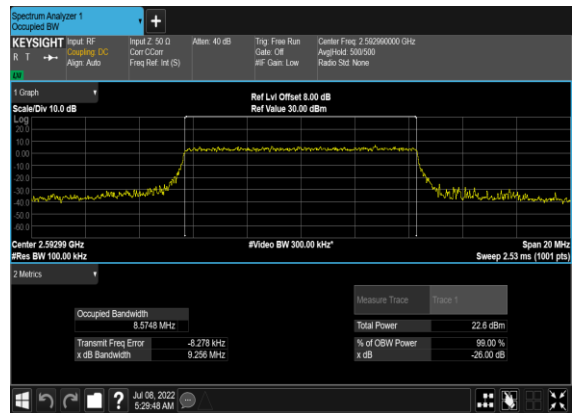 Spectrum Analyzer 1
Occupied BW
KEYSIGHT Input: RF Input Z: 50 Ω Atten: 40 dB Trig: Free Run Center Freq: 2.592990000 GHz
R T Coupling: DC Corr CCorr Gate: Off Avg|Hold: 500/500
Align: Auto Freq Ref: Int (S) #IF Gain: Low Radio Std: None
1 Graph
Ref Lvl Offset 8.00 dB
Scale/Div 10.0 dB Ref Value 30.00 dBm
Log
20.0
10.0
0.00
-10.0
-20.0
-30.0
-40.0
-50.0
-60.0
Center 2.59299 GHz #Video BW 300.00 kHz* Span 20 MHz
#Res BW 100.00 kHz Sweep 2.53 ms (1001 pts)
2 Metrics
Measure Trace Trace 1
Occupied Bandwidth
8.5748 MHz Total Power 22.6 dBm
Transmit Freq Error -8.278 kHz % of OBW Power 99.00 %
x dB Bandwidth 9.256 MHz x dB -26.00 dB
? Jul 08, 2022
5:29:48 AM